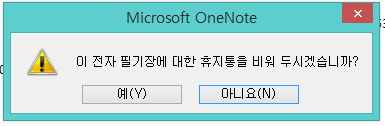 Microsoft OneNote
이 전자 필기장에 대한 휴지통을 비워 두시겠습니까?
예(Y)
아니요(N)